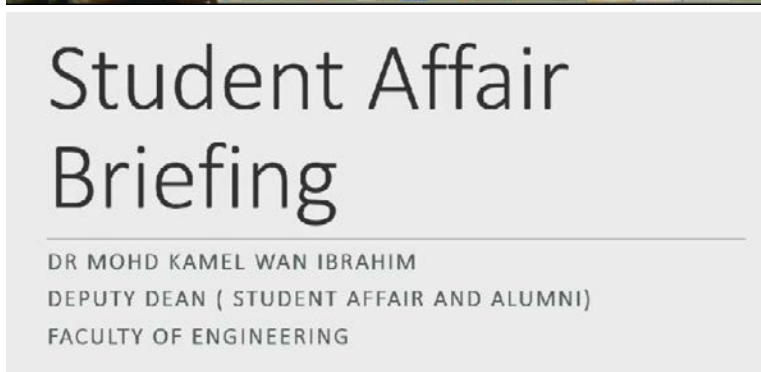 Student Affair
Briefing
DR MOHD KAMEL WAN IBRAHIM
DEPUTY DEAN ( STUDENT AFFAIR AND ALUMNI)
FACULTY OF ENGINEERING